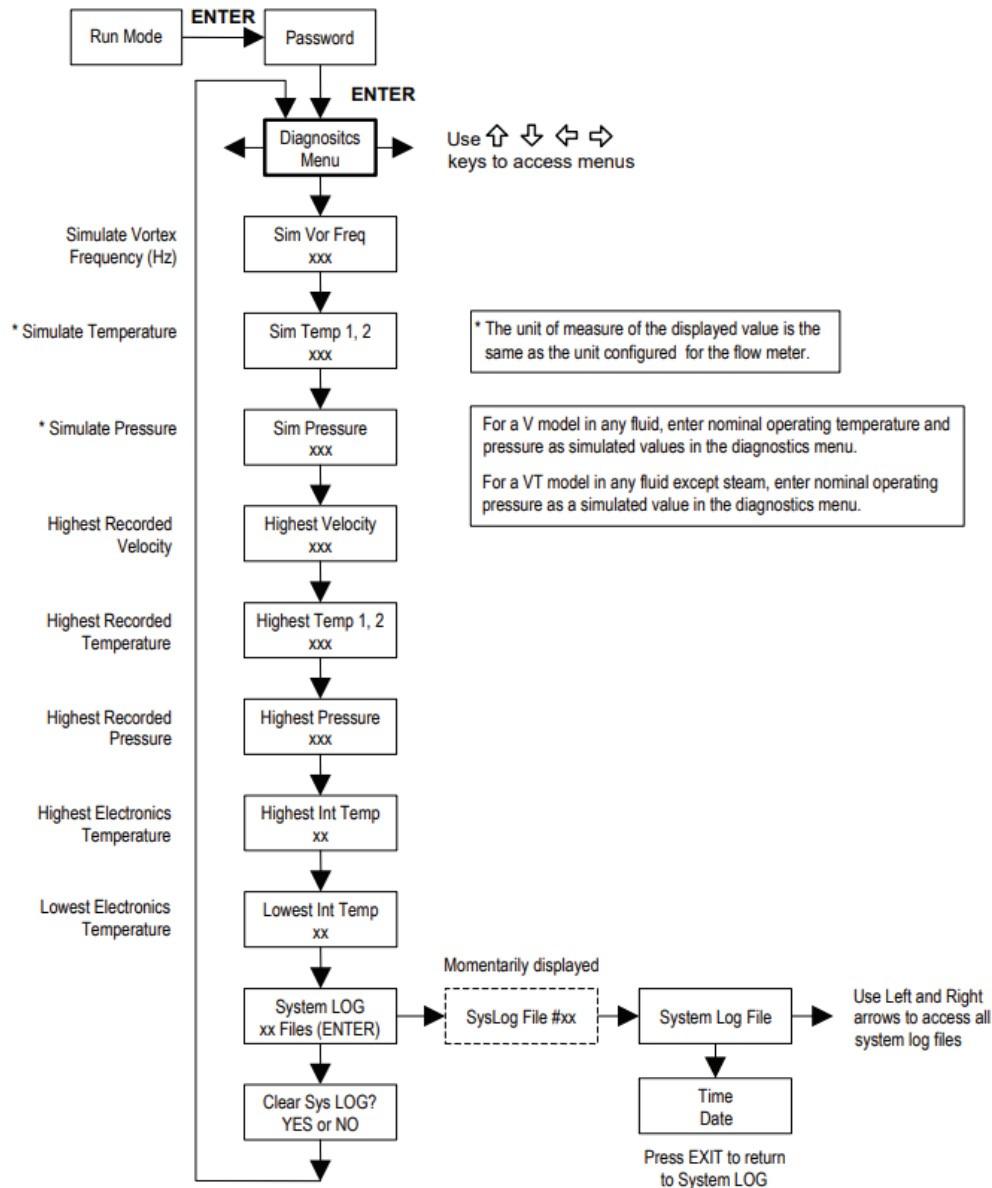 ENTER
Run Mode
Password
ENTER
Diagnositcs
Menu
Use
keys to access menus
Simulate Vortex
Frequency (Hz)
Sim Vor Freq
xxx
* Simulate Temperature
Sim Temp 1, 2
xxx
* The unit of measure of the displayed value is the
same as the unit configured for the flow meter.
* Simulate Pressure
Sim Pressure
xxx
For a V model in any fluid, enter nominal operating temperature and
pressure as simulated values in the diagnostics menu.
For a VT model in any fluid except steam, enter nominal operating
pressure as a simulated value in the diagnostics menu.
Highest Recorded
Velocity
Highest Velocity
xxx
Highest Recorded
Temperature
Highest Temp 1, 2
xxx
Highest Recorded
Pressure
Highest Pressure
xxx
Highest Electronics
Temperature
Highest Int Temp
xx
Lowest Electronics
Temperature
Lowest Int Temp
xx
System LOG
xx Files (ENTER)
Momentarily displayed
SysLog File #xx
System Log File
Use Left and Right
arrows to access all
system log files
Clear Sys LOG?
YES or NO
Time
Date
Press EXIT to return
to System LOG